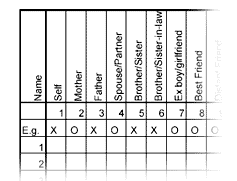 Name
Self
Mother
Father
Spouse/Partner
Brother/Sister
Brother/Sister-in-law
Ex boy/girlfriend
Best Friend
1 2 3 4 5 6 7 8
E.g. X O X O X X O O O
1
2